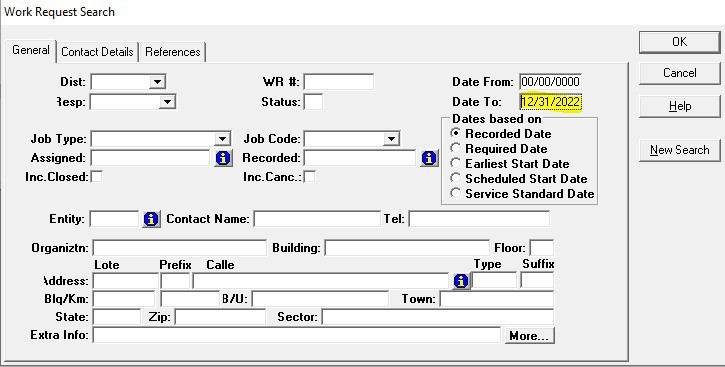 Work Request Search
General Contact Details References
OK
Cancel
Help
New Search
Dist: WR #: Date From: 00/00/0000
Resp: Status: Date To: 12/31/2022
Dates based on
Recorded Date
Required Date
Earliest Start Date
Scheduled Start Date
Service Standard Date
Job Type: Job Code:
Assigned: Recorded:
Inc.Closed: Inc.Canc.:
Entity: Contact Name: Tel:
Organiztn: Building: Floor:
Lote Prefix Calle Type Suffix
Address:
Blq/Km: B/U: Town:
State: Zip: Sector:
Extra Info: More...